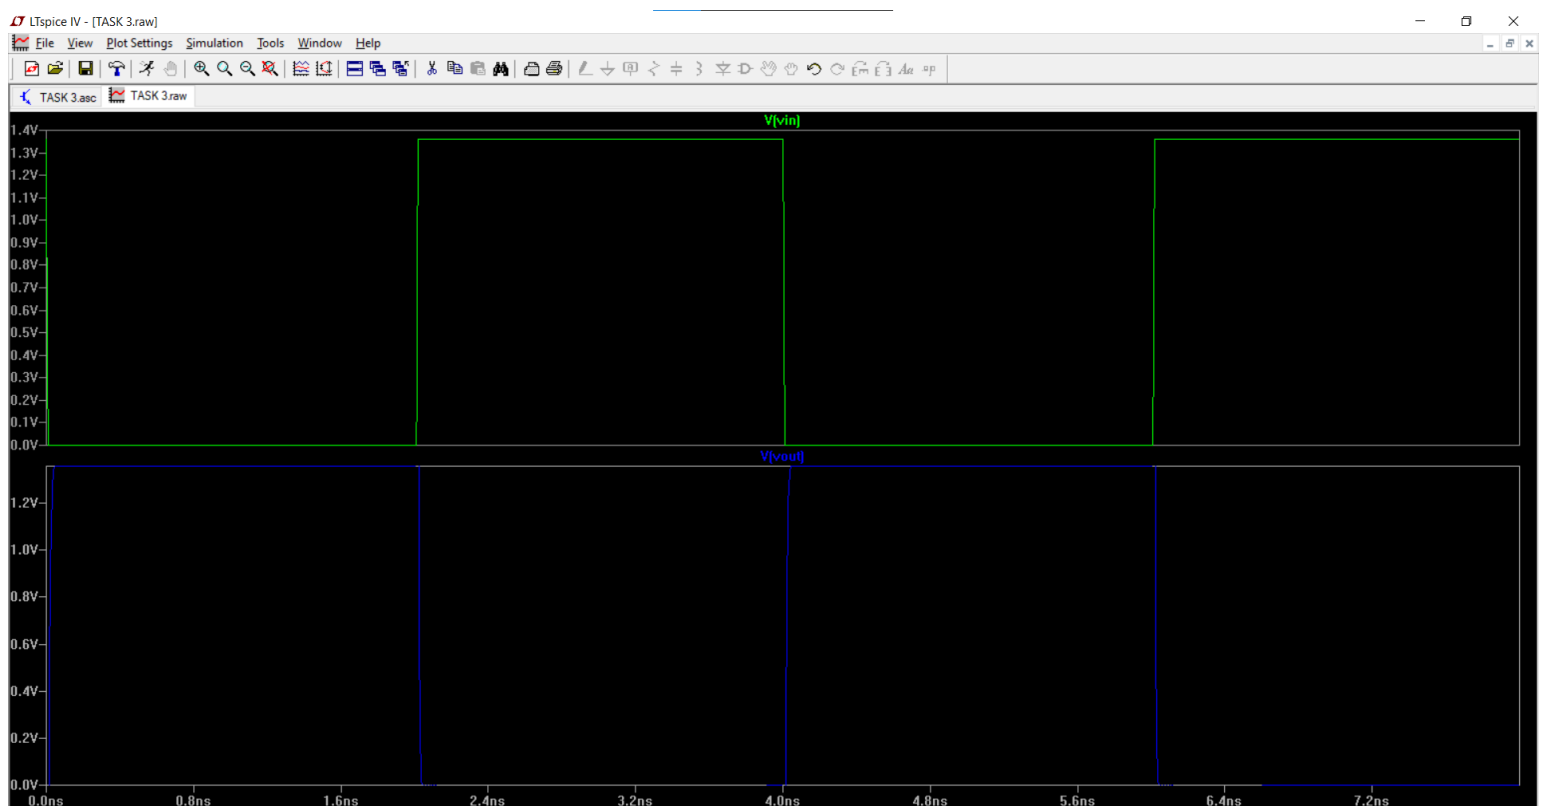 LTspice IV - [TASK 3.raw]
File View Plot Settings Simulation Tools Window Help
TASK 3.asc TASK 3.raw
V(vin)
1.4V
1.3V
1.2V
1.1V
1.0V
0.9V
0.8V
0.7V
0.6V
0.5V
0.4V
0.3V
0.2V
0.1V
0.0V
V(vout)
1.2V
1.0V
0.8V
0.6V
0.4V
0.2V
0.0V
0.0ns 0.8ns 1.6ns 2.4ns 3.2ns 4.0ns 4.8ns 5.6ns 6.4ns 7.2ns